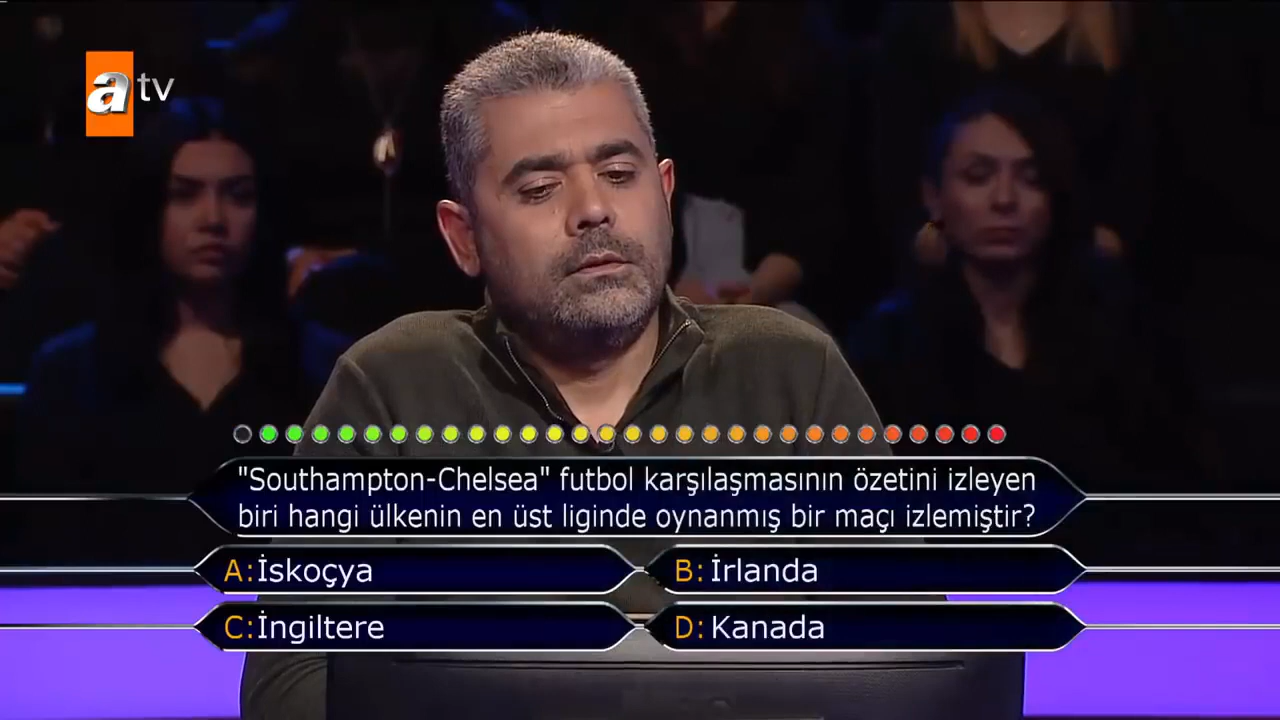 a tv
"Southampton-Chelsea" futbol karşılaşmasının özetini izleyen
biri hangi ülkenin en üst liginde oynanmış bir maçı izlemiştir?
A: İskoçya
B: İrlanda
C: İngiltere
D: Kanada